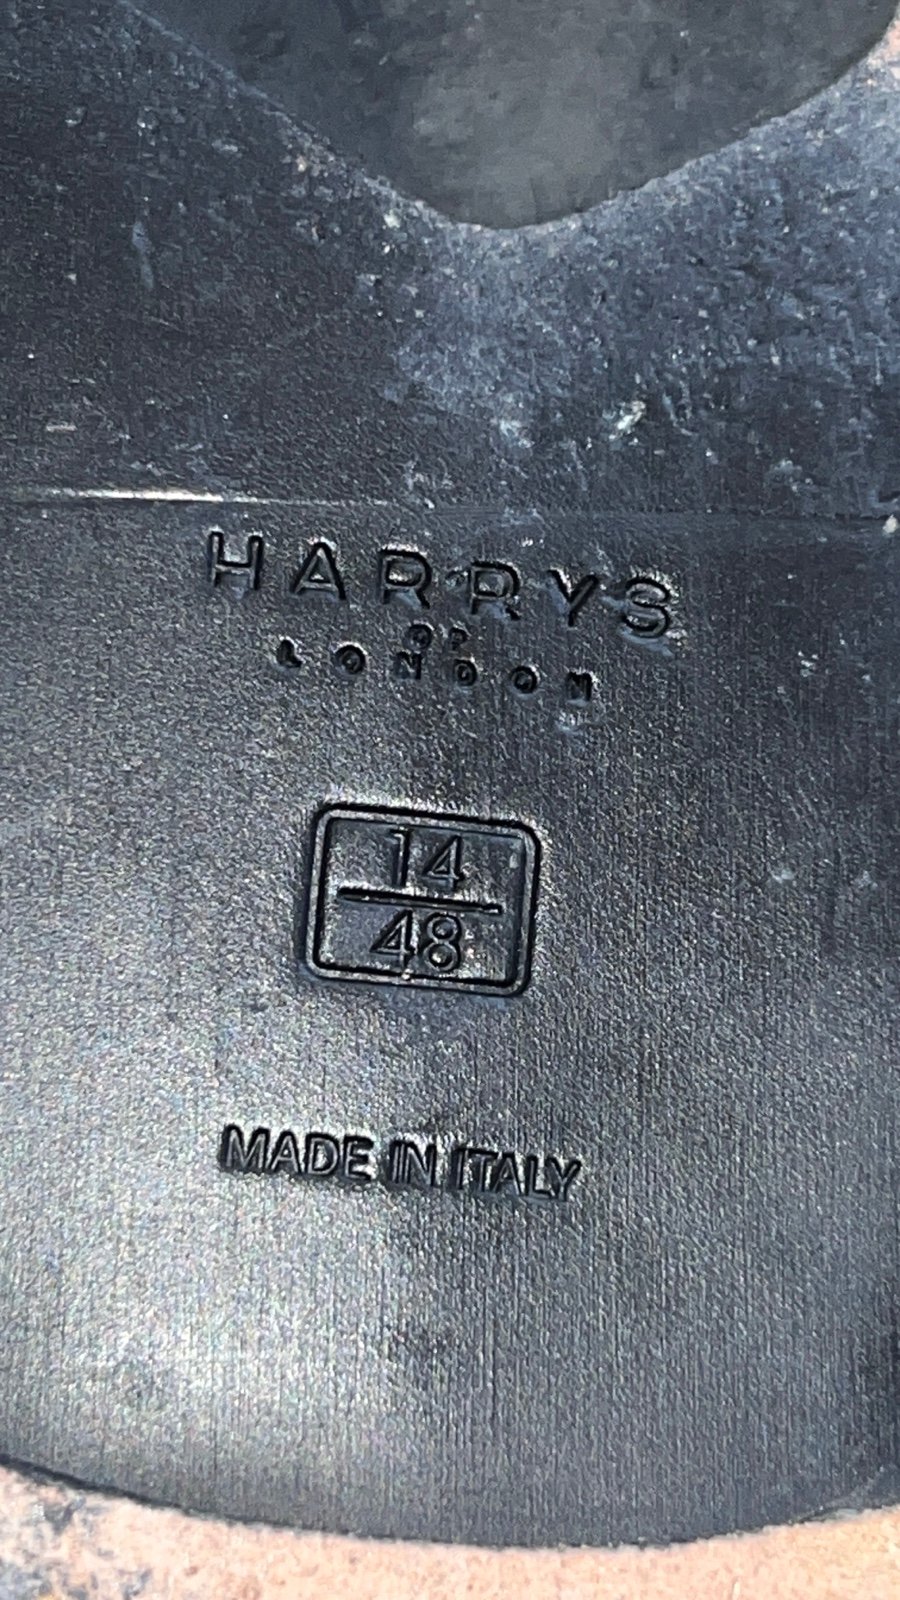 HARRYS
OF
LONDON
14
48
MADE IN ITALY